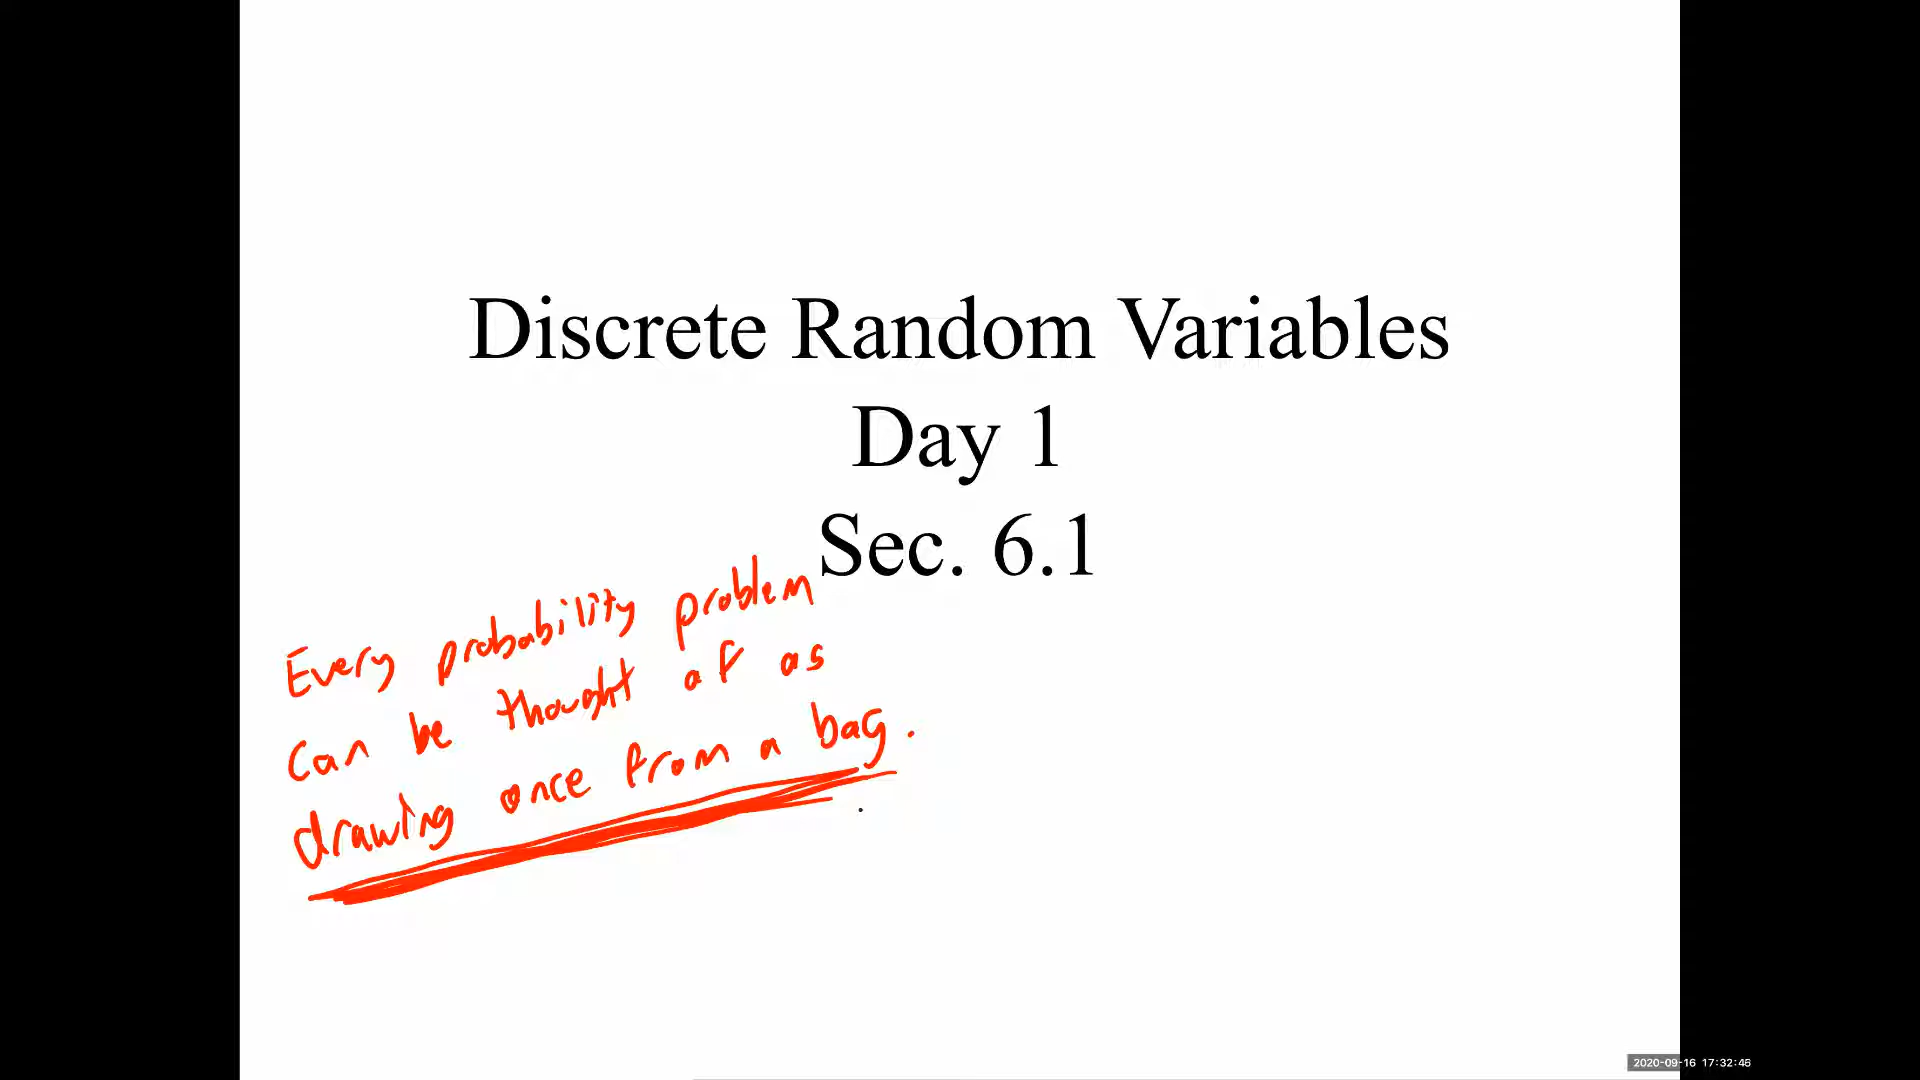 Discrete Random Variables
Day 1
Sec. 6.1
Every probability problem
can be thought of as
drawing once from a bag.
2020-09-16 17:32:46